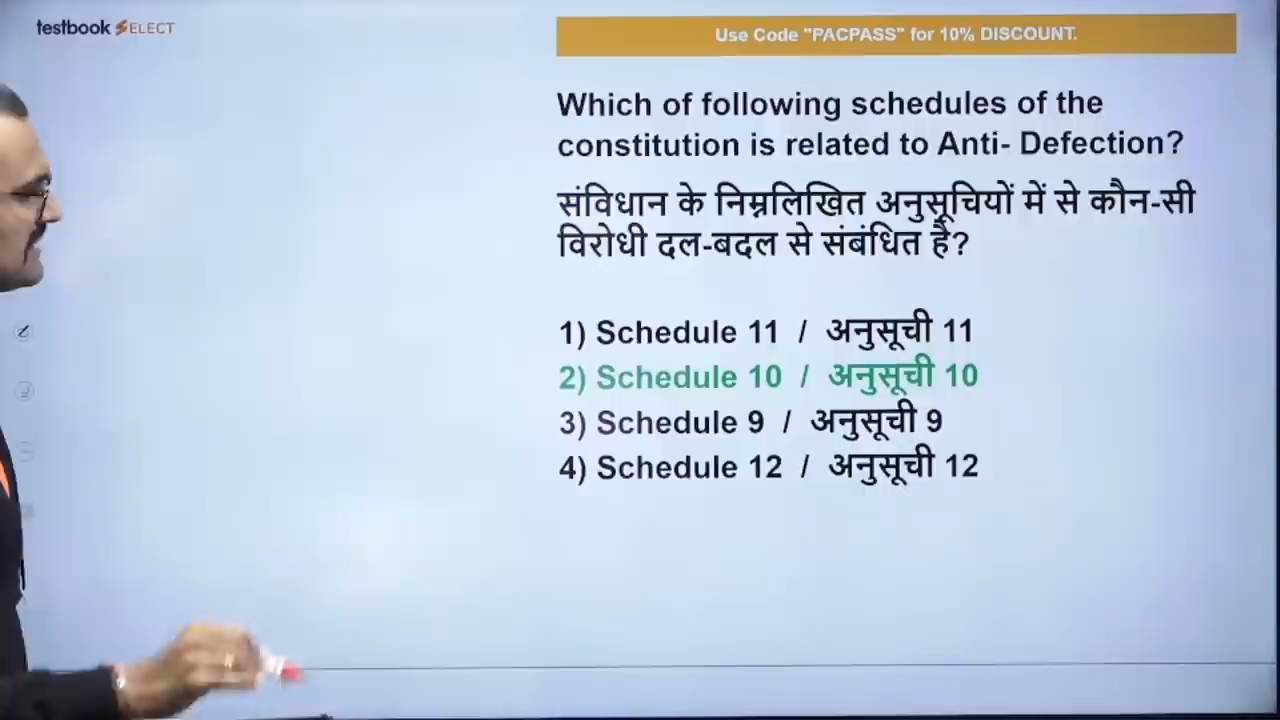 testbook SELECT
Use Code "PACPASS" for 10% DISCOUNT.
Which of following schedules of the
constitution is related to Anti- Defection?
संविधान के निम्नलिखित अनुसूचियों में से कौन-सी
विरोधी दल-बदल से संबंधित है?
1) Schedule 11 / अनुसूची 11
2) Schedule 10 / अनुसूची 10
3) Schedule 9 / अनुसूची 9
4) Schedule 12 / अनुसूची 12